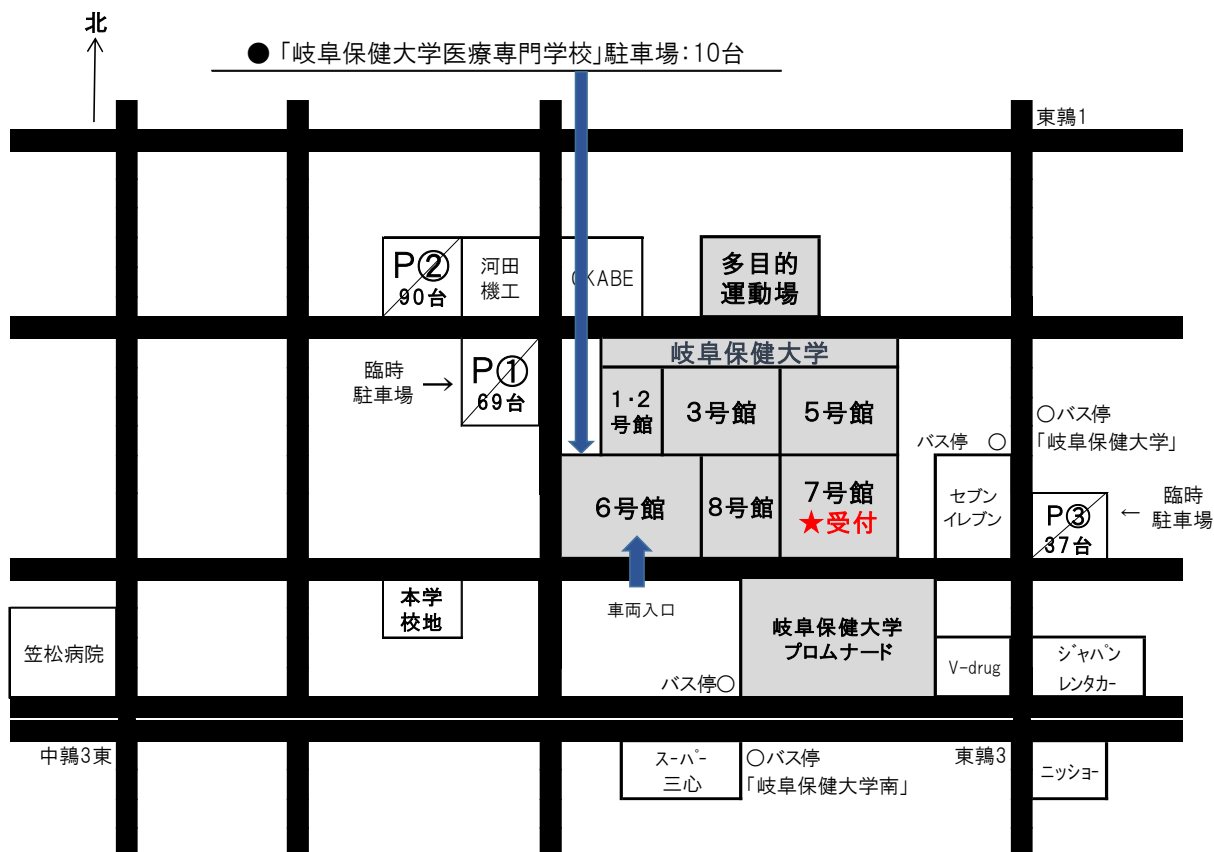 北
●「岐阜保健大学医療専門学校」駐車場：10台
東鶉1
P②
90台
河田
機工
OKABE
多目的
運動場
臨時
駐車場
→
P①
69台
岐阜保健大学
1・2
号館
3号館
5号館
○バス停
「岐阜保健大学」
バス停 ○
6号館
8号館
7号館
★受付
セブン
イレブン
P③
37台
←
臨時
駐車場
車両入口
本学
校地
笠松病院
岐阜保健大学
プロムナード
V-drug
ジャパン
レンタカー
バス停○
中鶉3東
スーパー
三心
○バス停
「岐阜保健大学南」
東鶉3
ニッショー